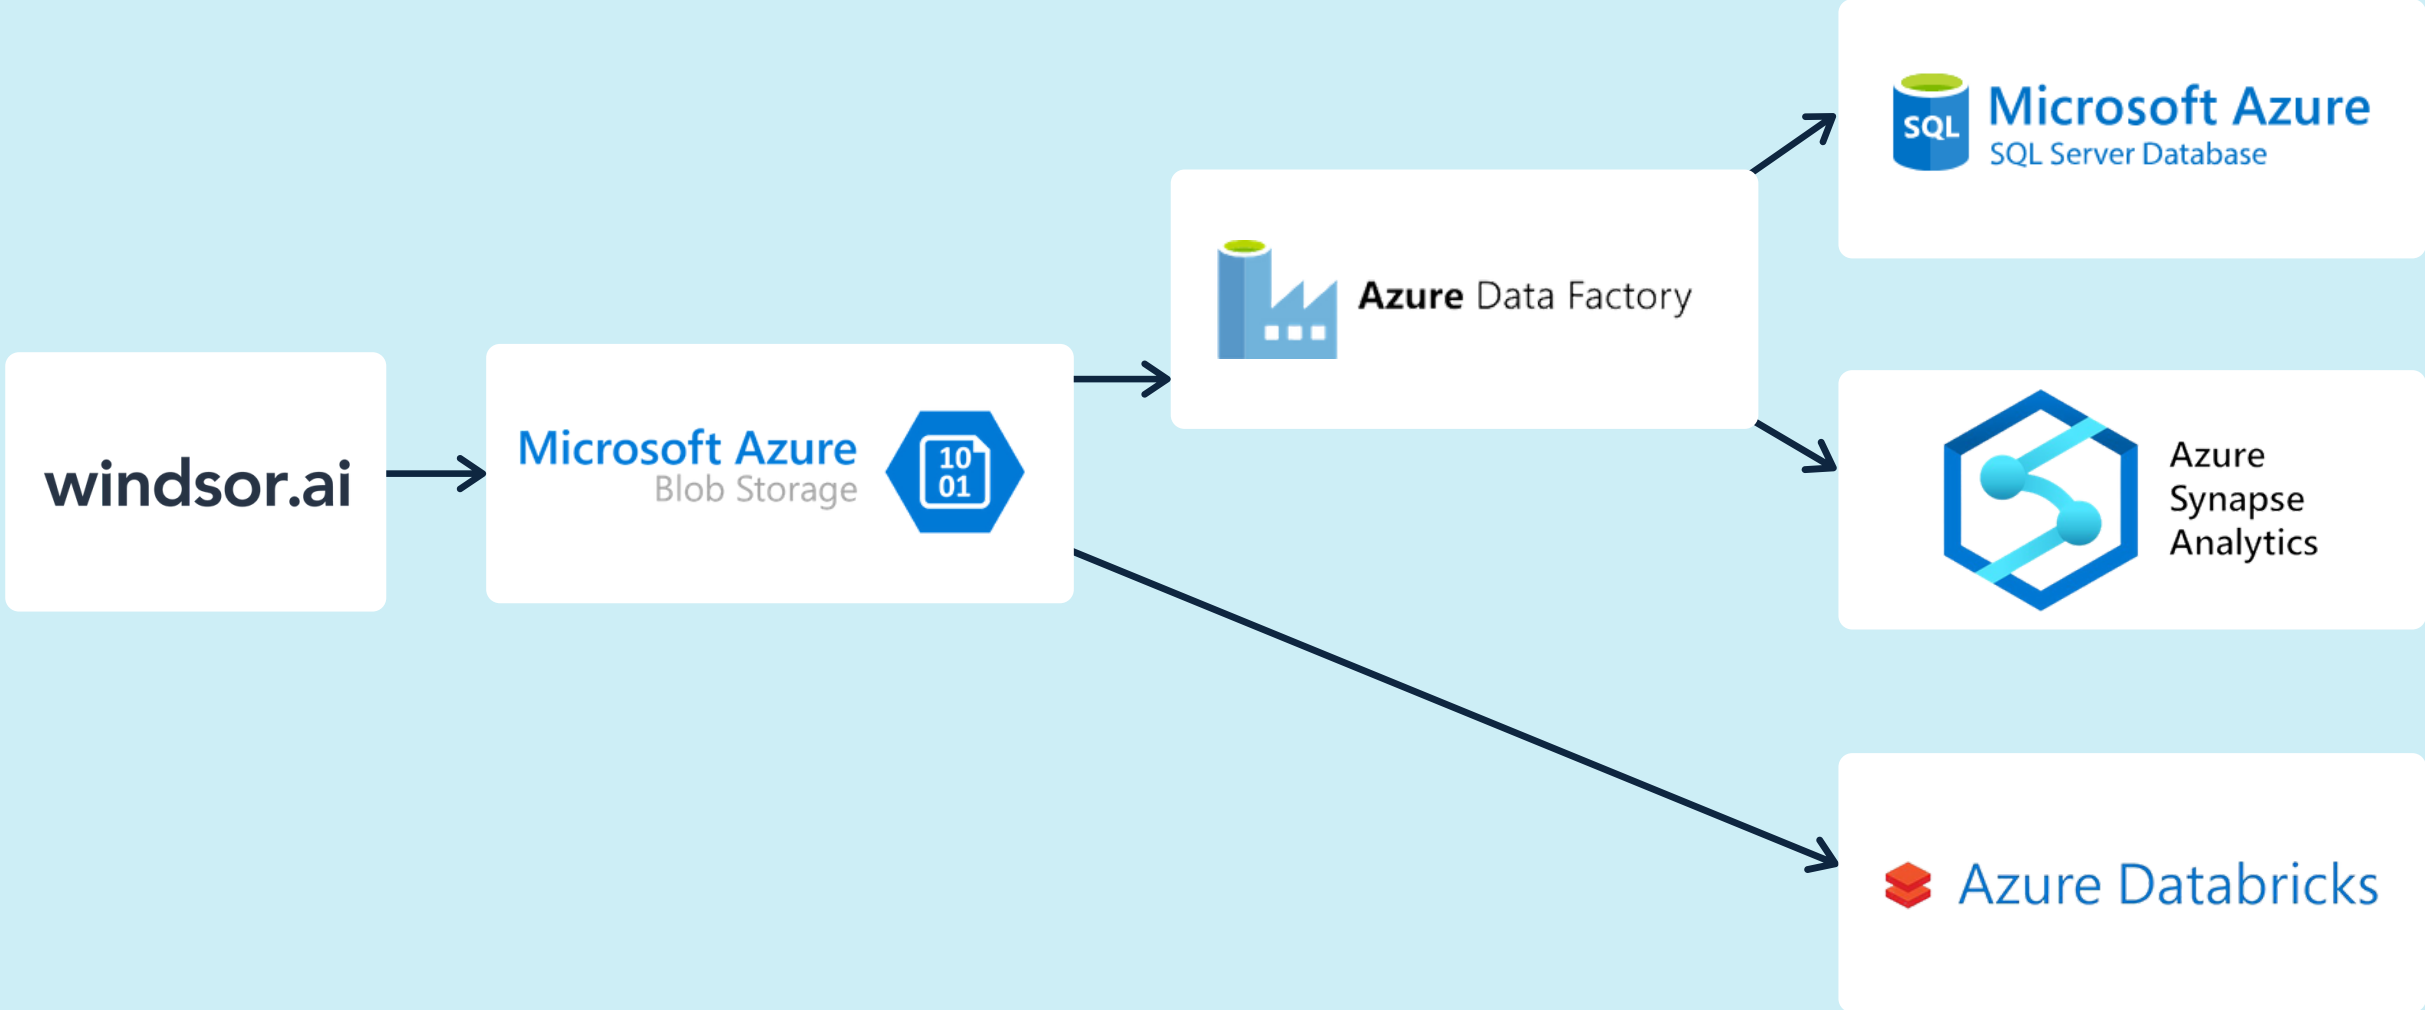 windsor.ai
Microsoft Azure
Blob Storage
10
01
Azure Data Factory
SQL
Microsoft Azure
SQL Server Database
Azure
Synapse
Analytics
Azure Databricks